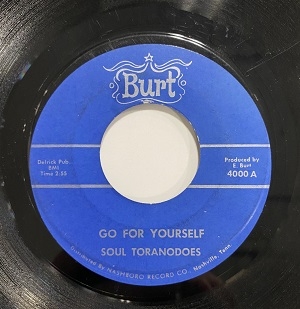 Burt
Delrick Pub.
BMI
Time 2:55
Produced by
E. Burt
4000 A
GO FOR YOURSELF
SOUL TORANODOES
Distributed By NASHBORO RECORD CO., Nashville, Tenn.